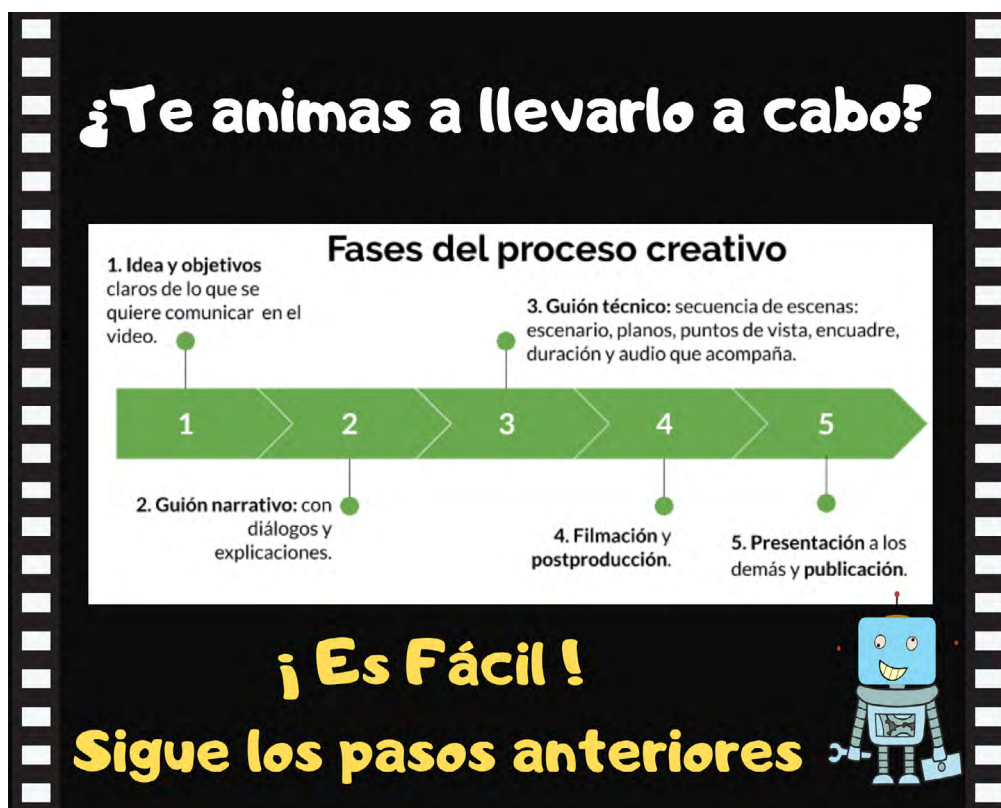 ¿Te animas a llevarlo a cabo?
Fases del proceso creativo
1. Idea y objetivos
claros de lo que se
quiere comunicar en el
video.
3. Guión técnico: secuencia de escenas:
escenario, planos, puntos de vista, encuadre,
duración y audio que acompaña.
1 2 3 4 5
2. Guión narrativo: con
diálogos y
explicaciones.
4. Filmación y
postproducción.
5. Presentación a los
demás y publicación.
¡ Es Fácil !
Sigue los pasos anteriores